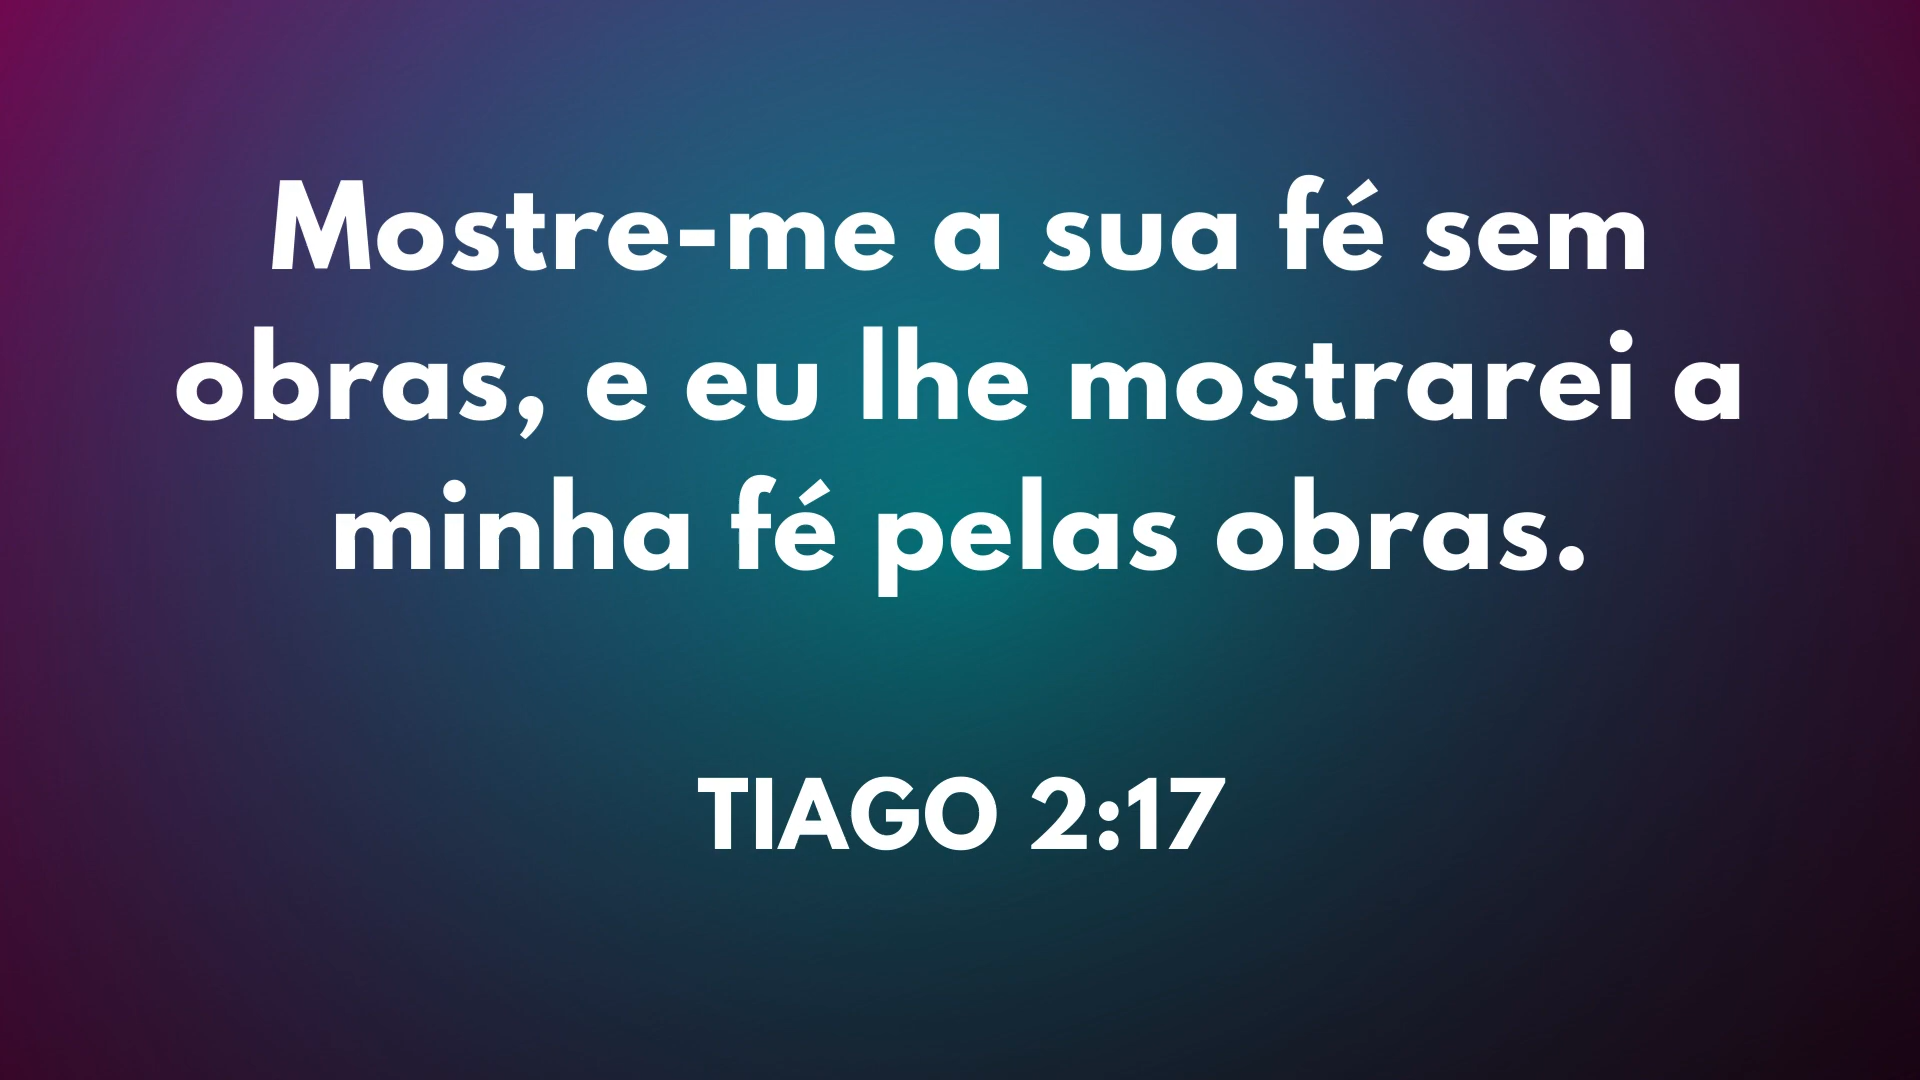 Mostre-me a sua fé sem
obras, e eu lhe mostrarei a
minha fé pelas obras.
TIAGO 2:17